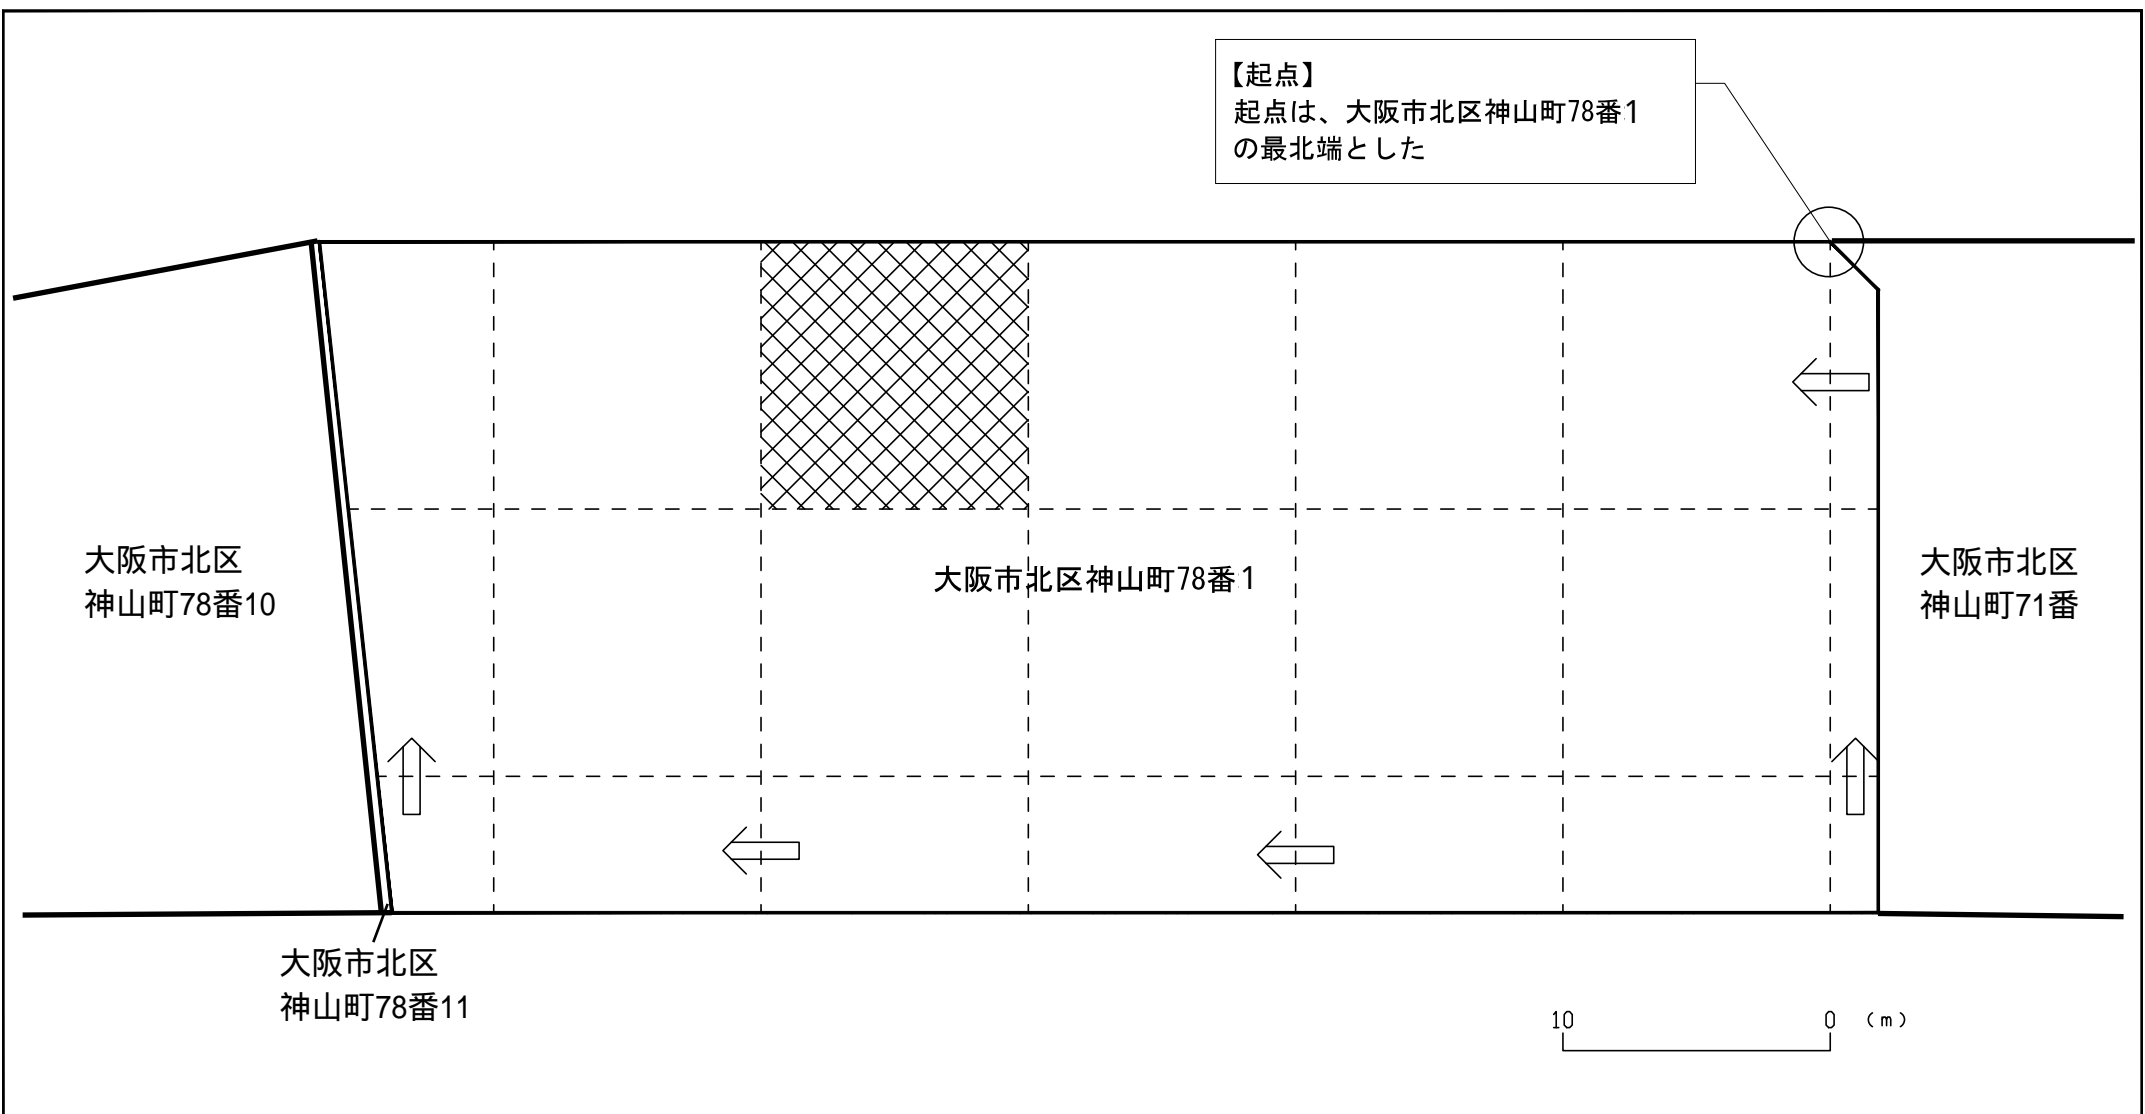 【起点】
起点は、大阪市北区神山町78番1
の最北端とした
大阪市北区
神山町78番10
大阪市北区神山町78番1
大阪市北区
神山町71番
大阪市北区
神山町78番11
10 0 (m)